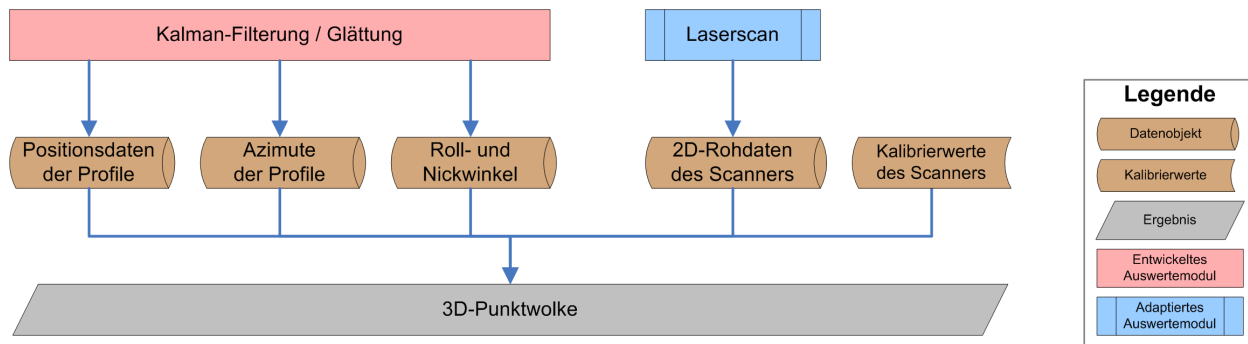 Kalman-Filterung / Glättung
Laserscan
Positionsdaten
der Profile
Azimute
der Profile
Roll- und
Nickwinkel
2D-Rohdaten
des Scanners
Kalibrierwerte
des Scanners
3D-Punktwolke
Legende
Datenobjekt
Kalibrierwerte
Ergebnis
Entwickeltes
Auswertemodul
Adaptiertes
Auswertemodul